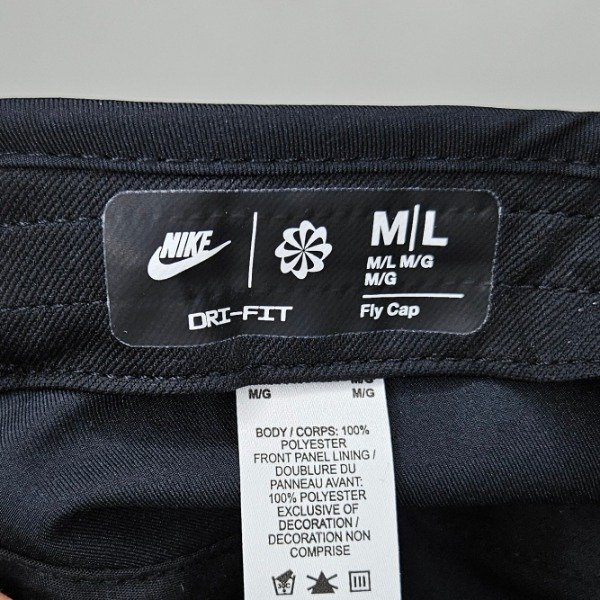 NIKE
DRI-FIT
M/L
M/L M/G
M/G
Fly Cap
M/G
M/G
BODY / CORPS: 100%
POLYESTER
FRONT PANEL LINING /
DOUBLURE DU
PANNEAU AVANT:
100% POLYESTER
EXCLUSIVE OF
DECORATION /
DECORATION NON
COMPRISE